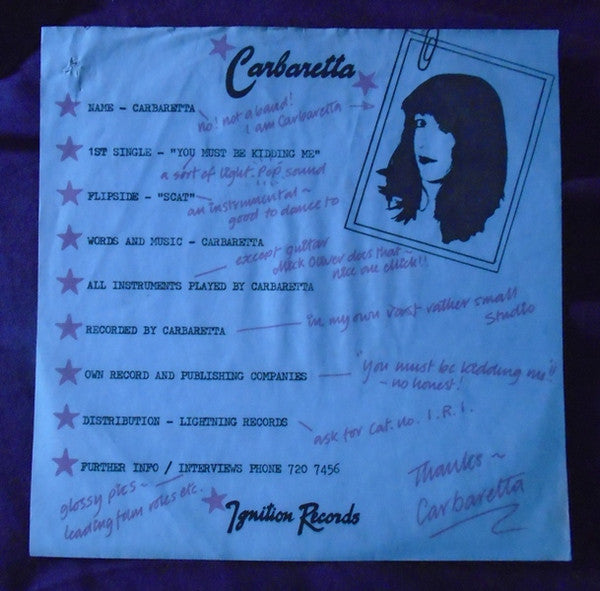 Carbaretta
NAME - CARBARETTA
no! not a band!
I am Carbaretta
1ST SINGLE - "YOU MUST BE KIDDING ME"
a sort of light Pop sound
FLIPSIDE - "SCAT"
an instrumental ~
good to dance to
WORDS AND MUSIC - CARBARETTA
except guitar
Mick Oliver does that -
nice one Mick!!
ALL INSTRUMENTS PLAYED BY CARBARETTA
RECORDED BY CARBARETTA
in my own vast rather small
Studio
OWN RECORD AND PUBLISHING COMPANIES
"You must be kidding me"!!
~ no honest!
DISTRIBUTION - LIGHTNING RECORDS
ask for Cat. no. I.R.1.
FURTHER INFO / INTERVIEWS PHONE 720 7456
glossy pics ~
leading film roles etc.
Thanks ~
Carbaretta
Ignition Records